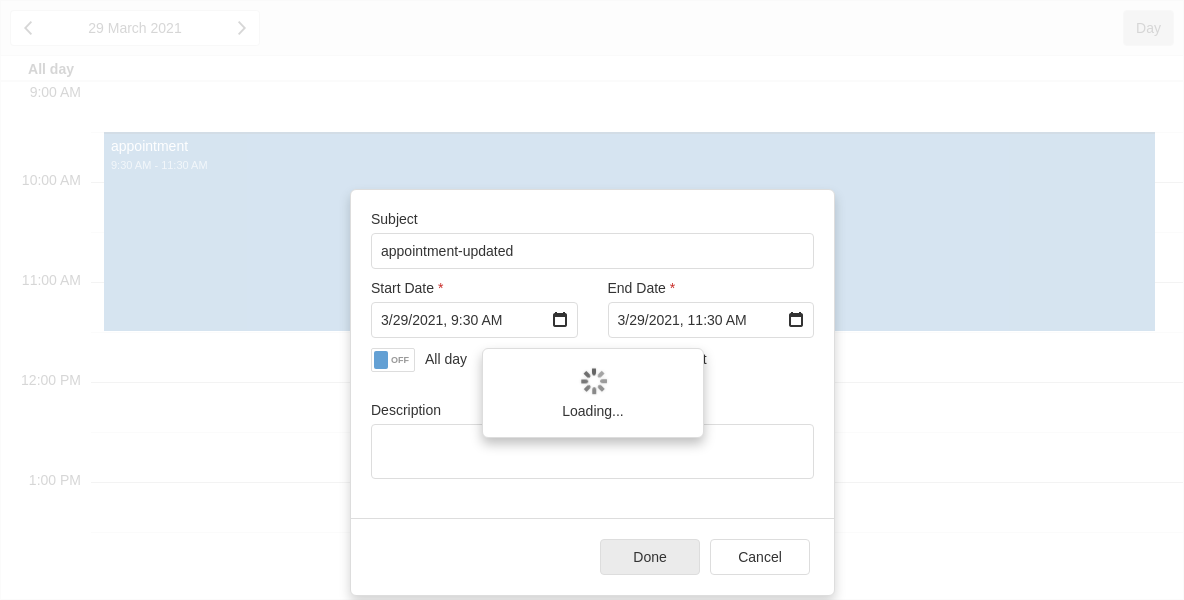 29 March 2021
Day
All day
9:00 AM
appointment
9:30 AM - 11:30 AM
10:00 AM
Subject
appointment-updated
11:00 AM
Start Date *
End Date *
3/29/2021, 9:30 AM
3/29/2021, 11:30 AM
OFF
All day
12:00 PM
Loading...
Description
1:00 PM
Done
Cancel